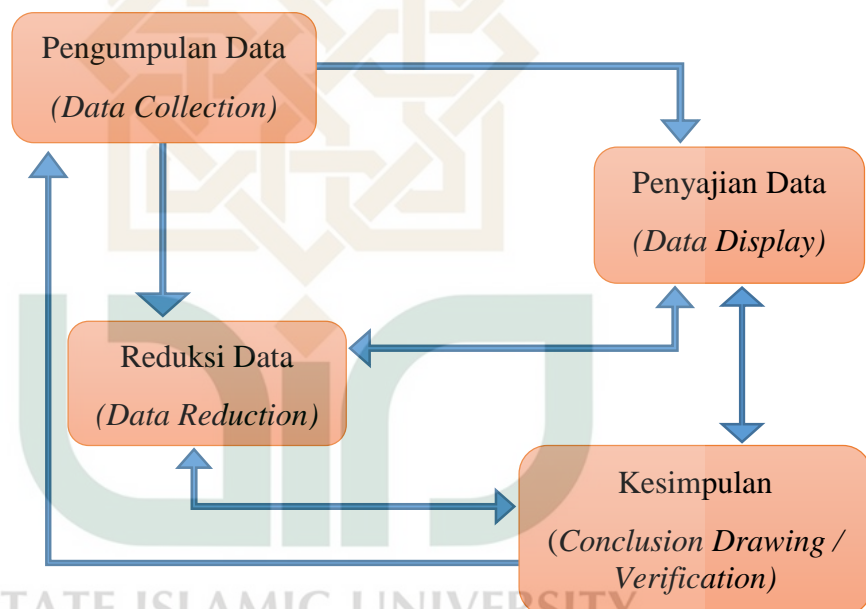 Pengumpulan Data
(Data Collection)
Penyajian Data
(Data Display)
Reduksi Data
(Data Reduction)
Kesimpulan
(Conclusion Drawing /
Verification)
STATE ISLAMIC UNIVERSITY